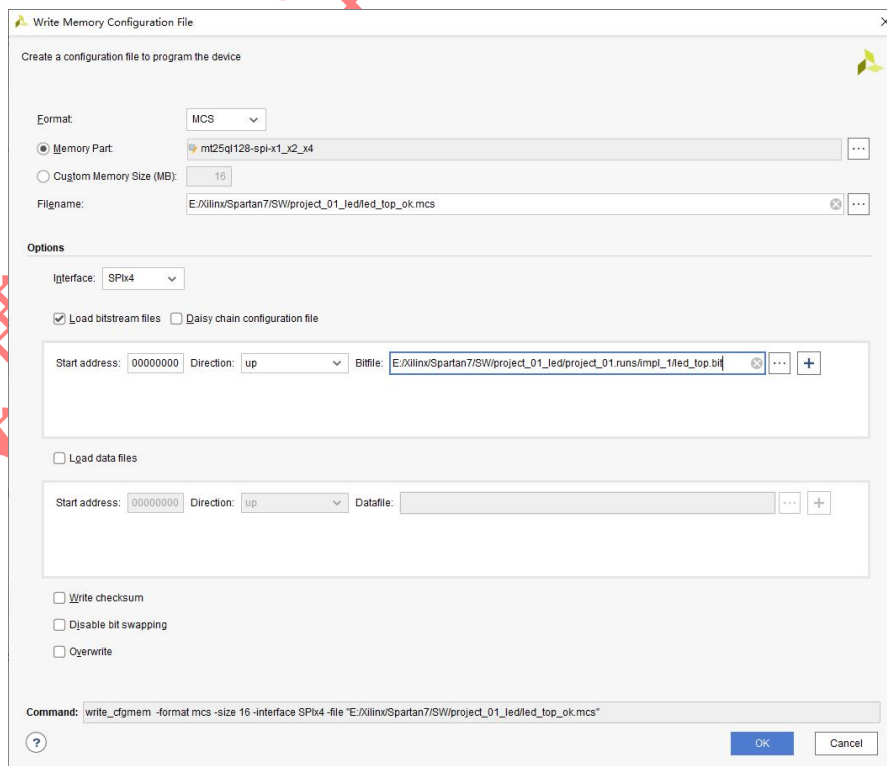 Write Memory Configuration File
Create a configuration file to program the device
Format: MCS
Memory Part: mt25ql128-spi-x1_x2_x4 ...
Custom Memory Size (MB): 16
Filename: E:/Xilinx/Spartan7/SW/project_01_led/led_top_ok.mcs ...
Options
Interface: SPIx4
Load bitstream files Daisy chain configuration file
Start address: 00000000 Direction: up Bitfile: E:/Xilinx/Spartan7/SW/project_01_led/project_01.runs/impl_1/led_top.bit ... +
Load data files
Start address: 00000000 Direction: up Datafile: ... +
Write checksum
Disable bit swapping
Overwrite
Command: write_cfgmem -format mcs -size 16 -interface SPIx4 -file "E:/Xilinx/Spartan7/SW/project_01_led/led_top_ok.mcs"
? OK Cancel